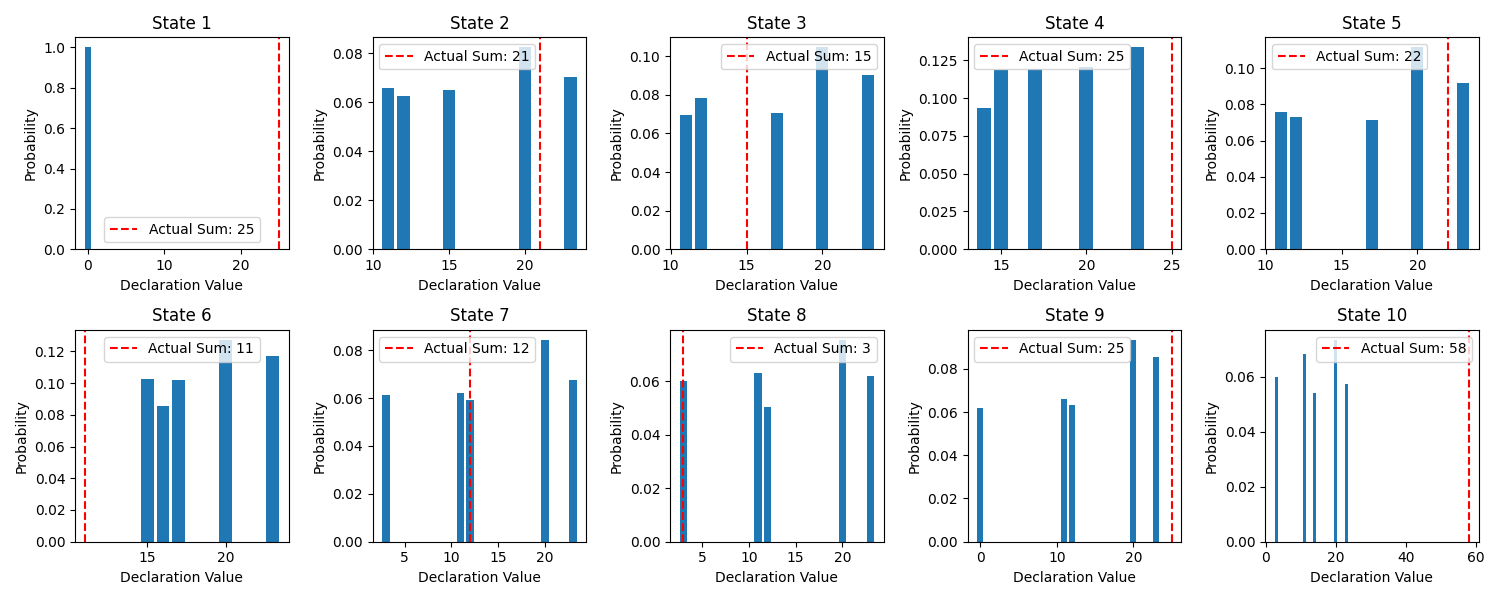 State 1
1.0
0.8
0.6
0.4
0.2
0.0
Probability
Actual Sum: 25
0 10 20
Declaration Value
State 2
0.08
0.06
0.04
0.02
0.00
Probability
Actual Sum: 21
10 15 20
Declaration Value
State 3
0.10
0.08
0.06
0.04
0.02
0.00
Probability
Actual Sum: 15
10 15 20
Declaration Value
State 4
0.125
0.100
0.075
0.050
0.025
0.000
Probability
Actual Sum: 25
15 20 25
Declaration Value
State 5
0.10
0.08
0.06
0.04
0.02
0.00
Probability
Actual Sum: 22
10 15 20
Declaration Value
State 6
0.12
0.10
0.08
0.06
0.04
0.02
0.00
Probability
Actual Sum: 11
15 20
Declaration Value
State 7
0.08
0.06
0.04
0.02
0.00
Probability
Actual Sum: 12
5 10 15 20
Declaration Value
State 8
0.06
0.04
0.02
0.00
Probability
Actual Sum: 3
5 10 15 20
Declaration Value
State 9
0.08
0.06
0.04
0.02
0.00
Probability
Actual Sum: 25
0 10 20
Declaration Value
State 10
0.06
0.04
0.02
0.00
Probability
Actual Sum: 58
0 20 40 60
Declaration Value